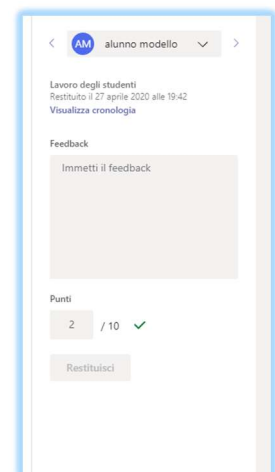 AM alunno modello
Lavoro degli studenti
Restituito il 27 aprile 2020 alle 19:42
Visualizza cronologia
Feedback
Immetti il feedback
Punti
2 / 10
Restituisci